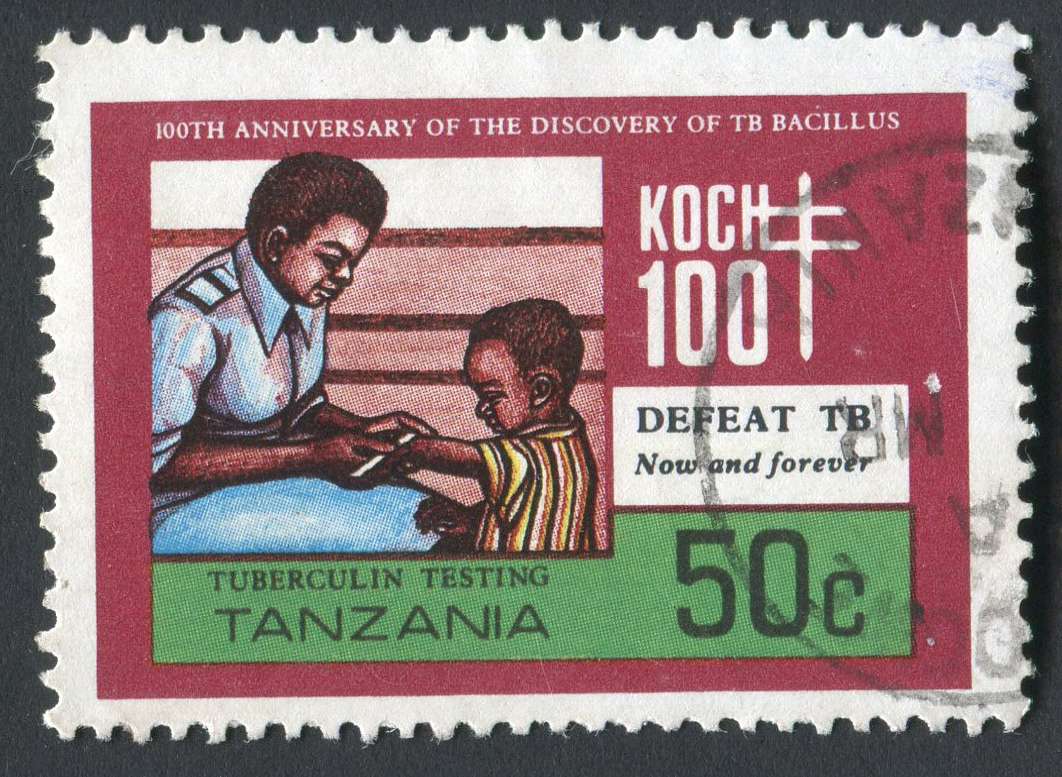 100TH ANNIVERSARY OF THE DISCOVERY OF TB BACILLUS
KOCH
100
DEFEAT TB
Now and forever
50c
TUBERCULIN TESTING
TANZANIA